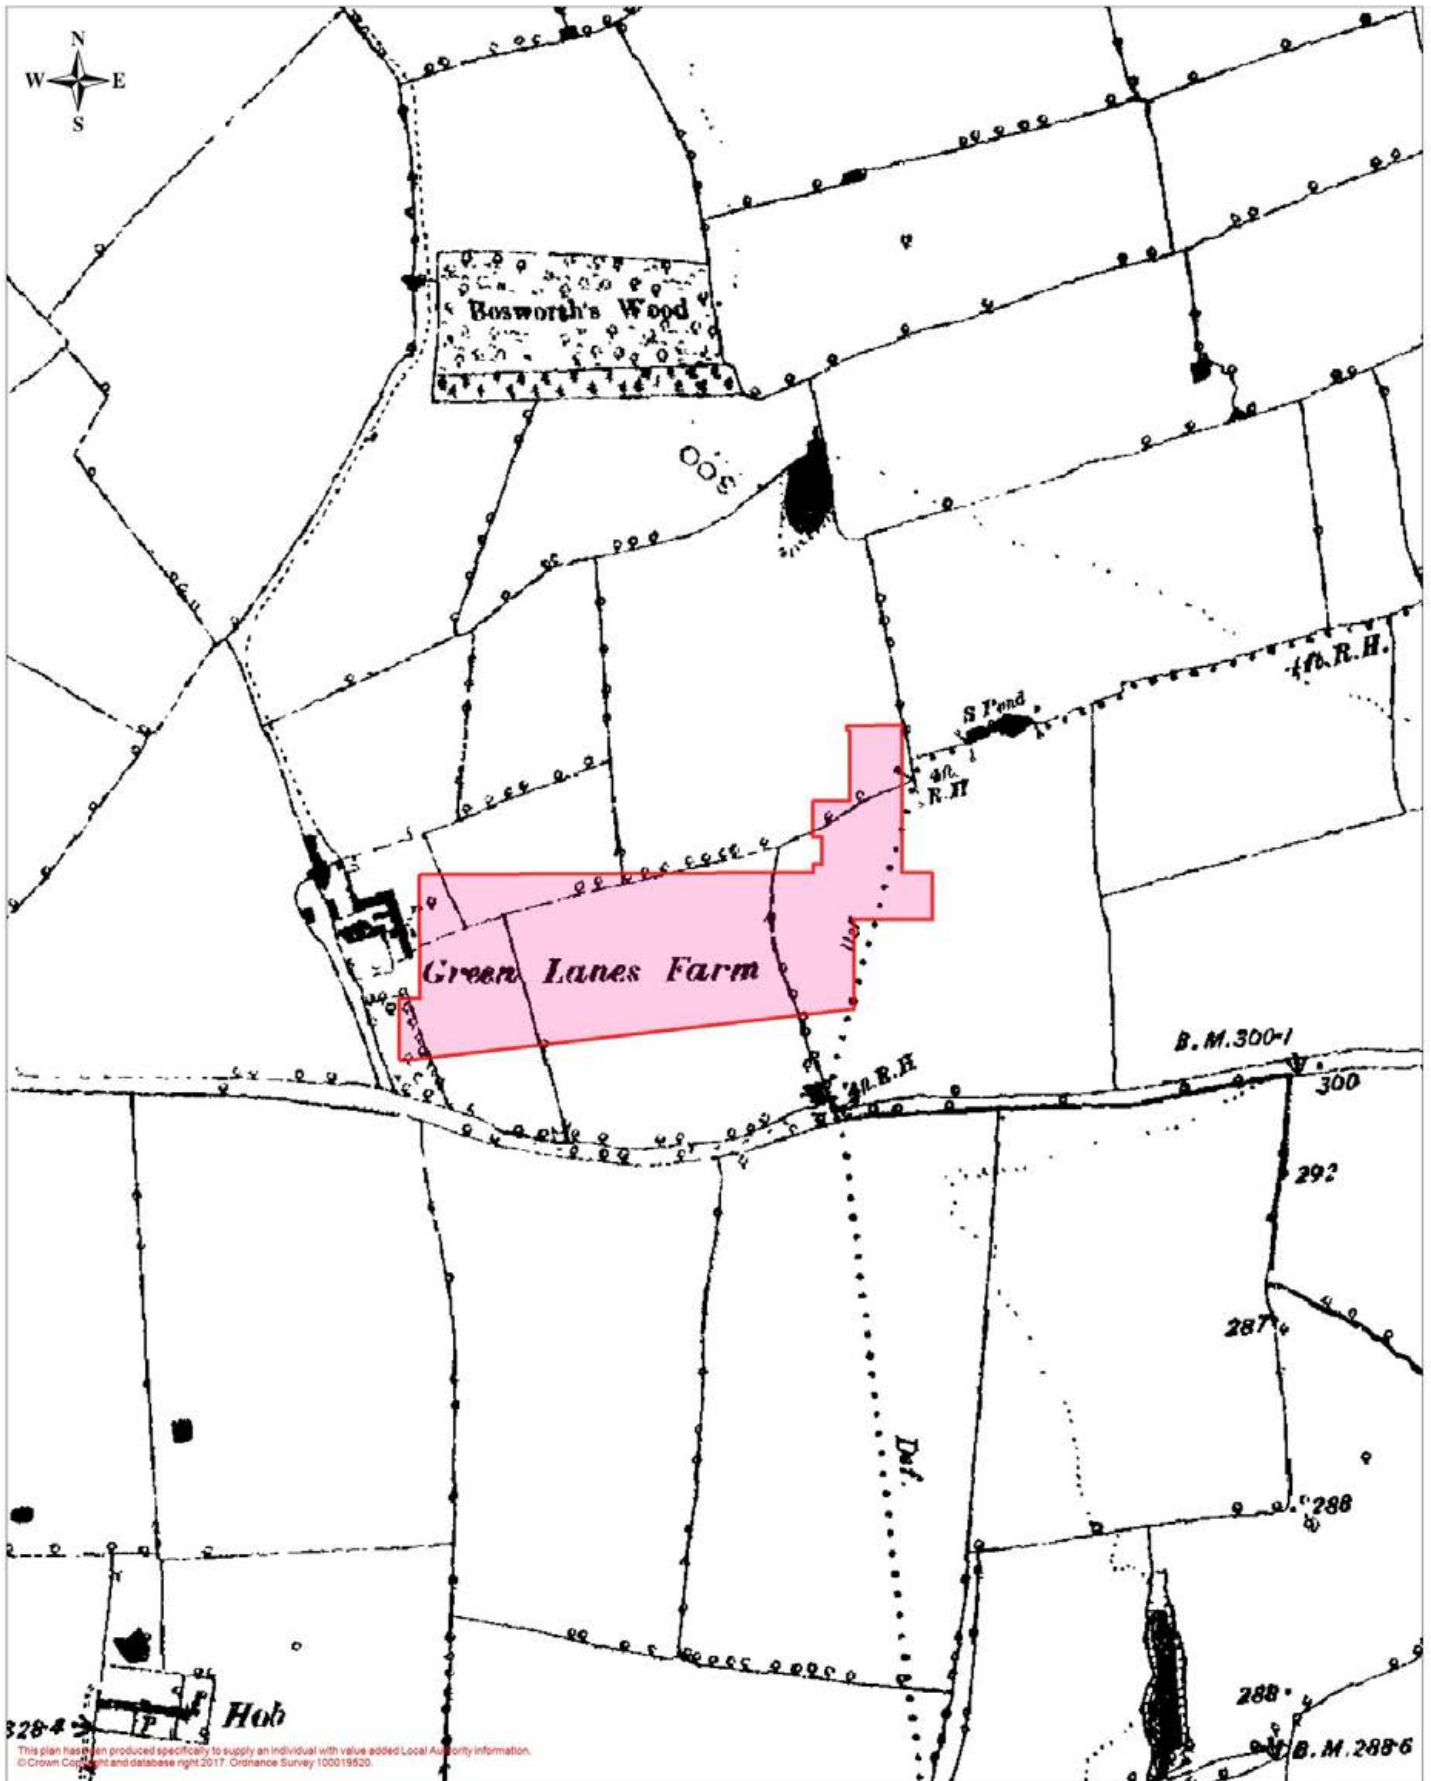 N
W E
S
Bosworth's Wood
S Pond
4ft. R.H.
4ft.
R.H
Green Lanes Farm
B.M.300·1
4ft.R.H
300
292
287
Def.
288
288
Hob
P
328·4
B.M.288·6
This plan has been produced specifically to supply an individual with value added Local Authority information.
© Crown Copyright and database right 2017. Ordnance Survey 100019520.